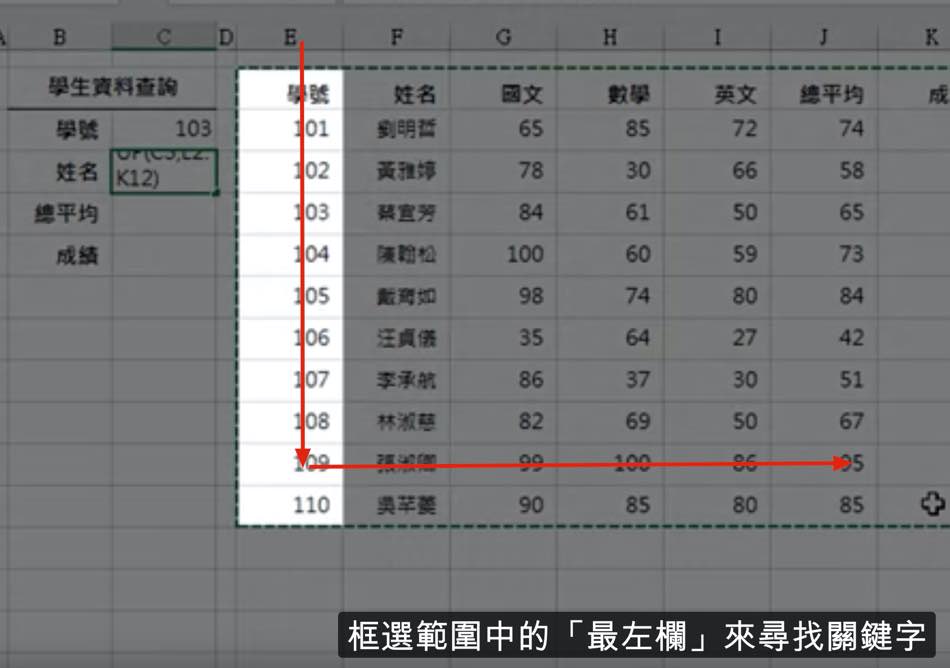 A B C D E F G H I J K
學生資料查詢
學號 103
姓名 UP(C3,E2:
K12)
總平均
成績
學號 姓名 國文 數學 英文 總平均 成
101 劉明哲 65 85 72 74
102 黃雅婷 78 30 66 58
103 蔡宜芳 84 61 50 65
104 陳翰松 100 60 59 73
105 戴窩如 98 74 80 84
106 汪貞儀 35 64 27 42
107 李承航 86 37 30 51
108 林淑慈 82 69 50 67
109 張淑卿 99 100 86 95
110 吳芊菱 90 85 80 85
框選範圍中的「最左欄」來尋找關鍵字